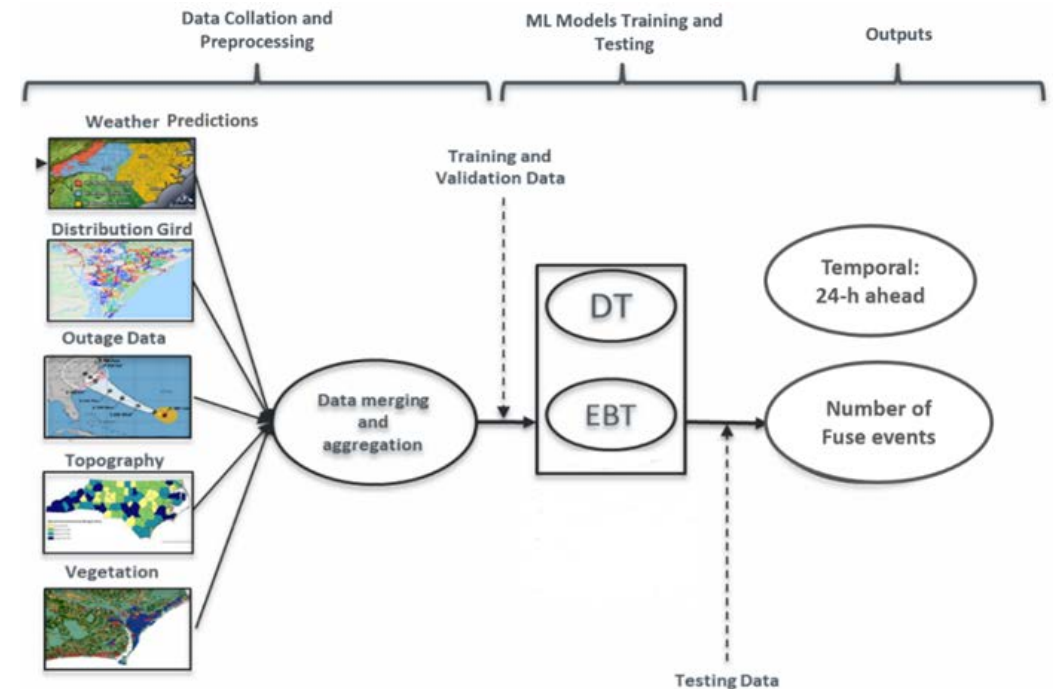 Data Collation and
Preprocessing
ML Models Training and
Testing
Outputs
Weather Predictions
Distribution Gird
Outage Data
Topography
Vegetation
Data merging
and
aggregation
Training and
Validation Data
DT
EBT
Testing Data
Temporal:
24-h ahead
Number of
Fuse events